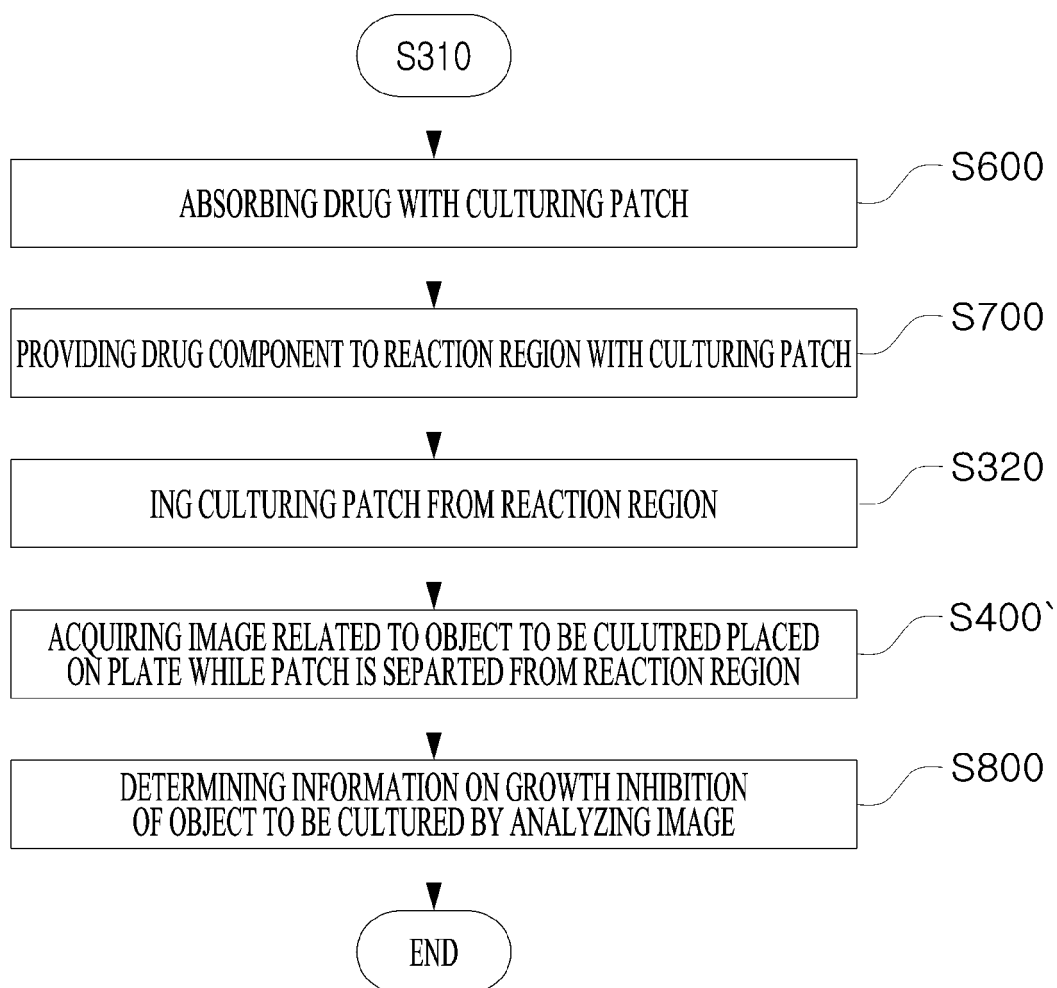 S310
S600
ABSORBING DRUG WITH CULTURING PATCH
S700
PROVIDING DRUG COMPONENT TO REACTION REGION WITH CULTURING PATCH
S320
ING CULTURING PATCH FROM REACTION REGION
S400`
ACQUIRING IMAGE RELATED TO OBJECT TO BE CULUTRED PLACED
ON PLATE WHILE PATCH IS SEPARTED FROM REACTION REGION
S800
DETERMINING INFORMATION ON GROWTH INHIBITION
OF OBJECT TO BE CULTURED BY ANALYZING IMAGE
END